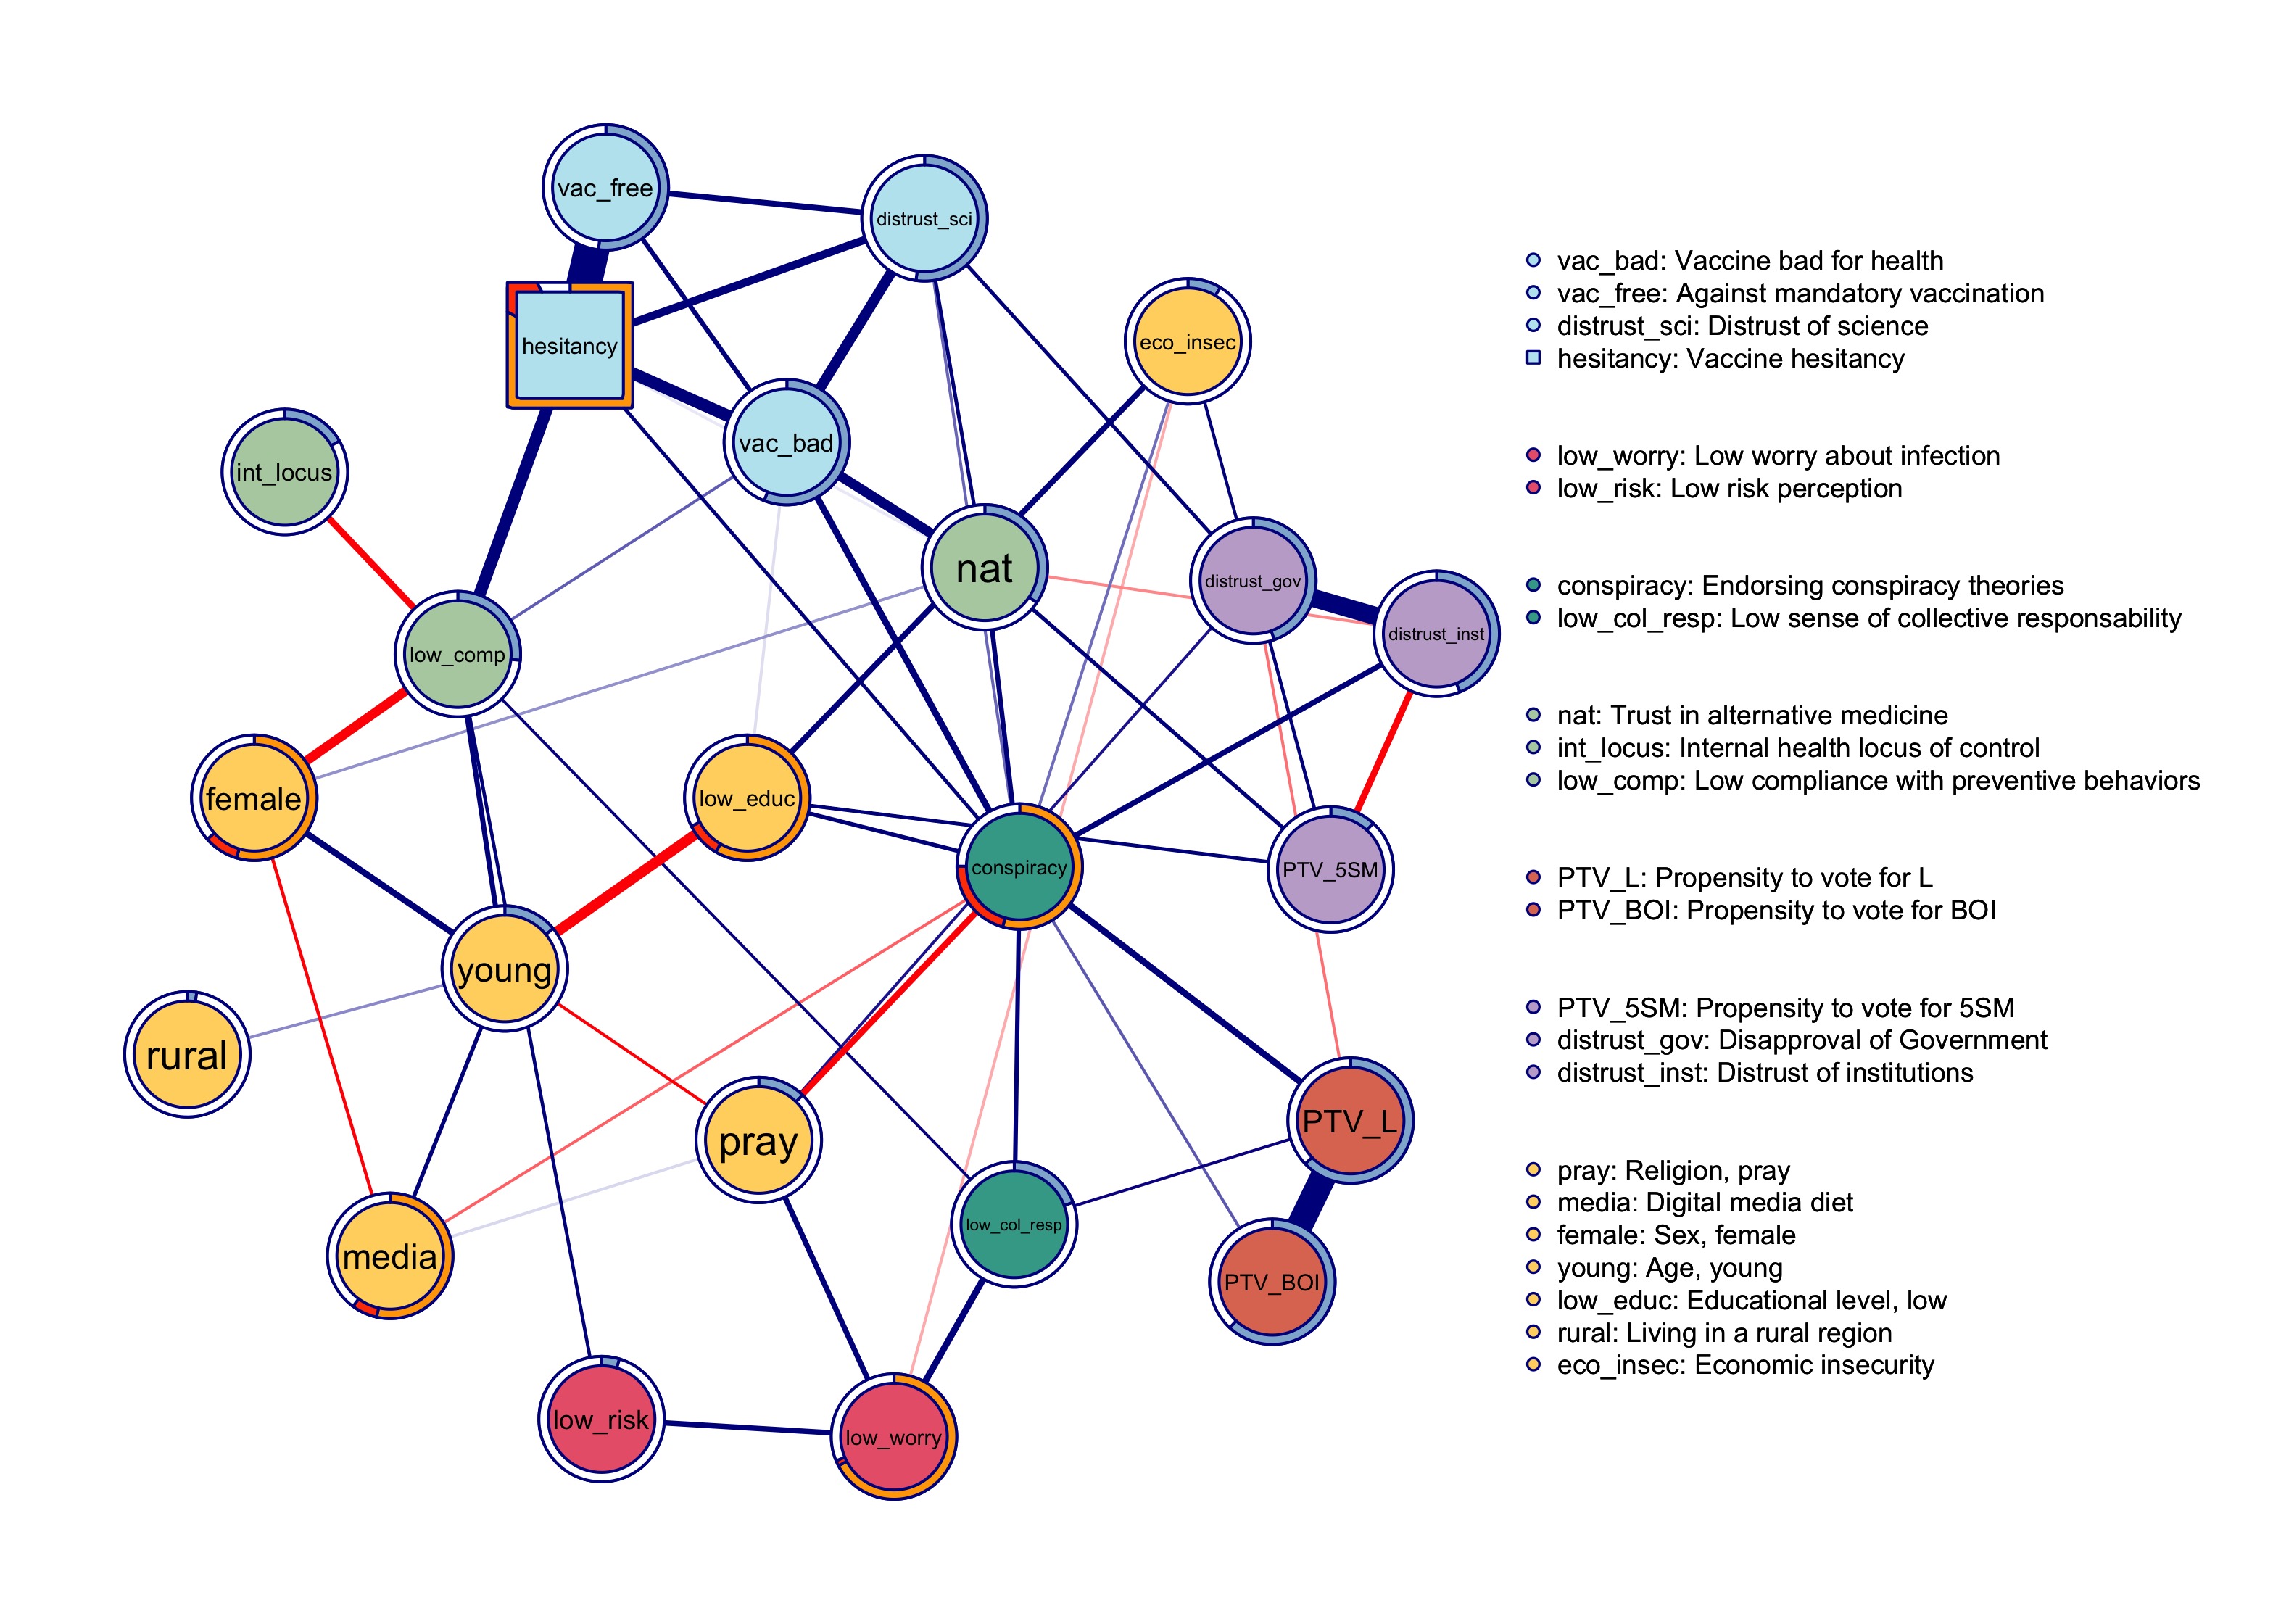 vac_free
distrust_sci
eco_insec
hesitancy
vac_bad
int_locus
nat
distrust_gov
distrust_inst
low_comp
female
low_educ
conspiracy
PTV_5SM
young
rural
pray
PTV_L
media
low_col_resp
PTV_BOI
low_risk
low_worry
vac_bad: Vaccine bad for health
vac_free: Against mandatory vaccination
distrust_sci: Distrust of science
hesitancy: Vaccine hesitancy
low_worry: Low worry about infection
low_risk: Low risk perception
conspiracy: Endorsing conspiracy theories
low_col_resp: Low sense of collective responsability
nat: Trust in alternative medicine
int_locus: Internal health locus of control
low_comp: Low compliance with preventive behaviors
PTV_L: Propensity to vote for L
PTV_BOI: Propensity to vote for BOI
PTV_5SM: Propensity to vote for 5SM
distrust_gov: Disapproval of Government
distrust_inst: Distrust of institutions
pray: Religion, pray
media: Digital media diet
female: Sex, female
young: Age, young
low_educ: Educational level, low
rural: Living in a rural region
eco_insec: Economic insecurity